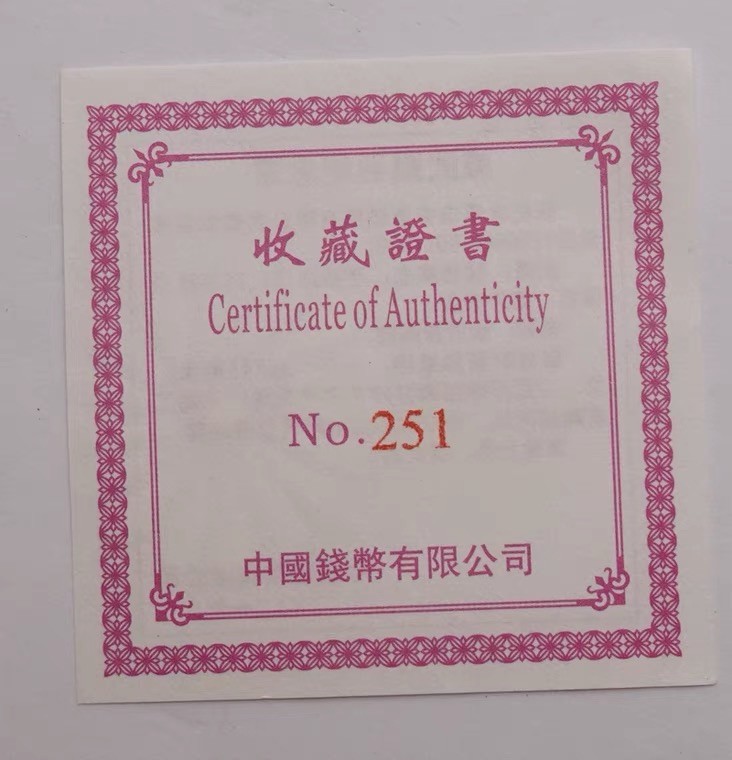 收藏證書
Certificate of Authenticity
No.251
中國錢幣有限公司